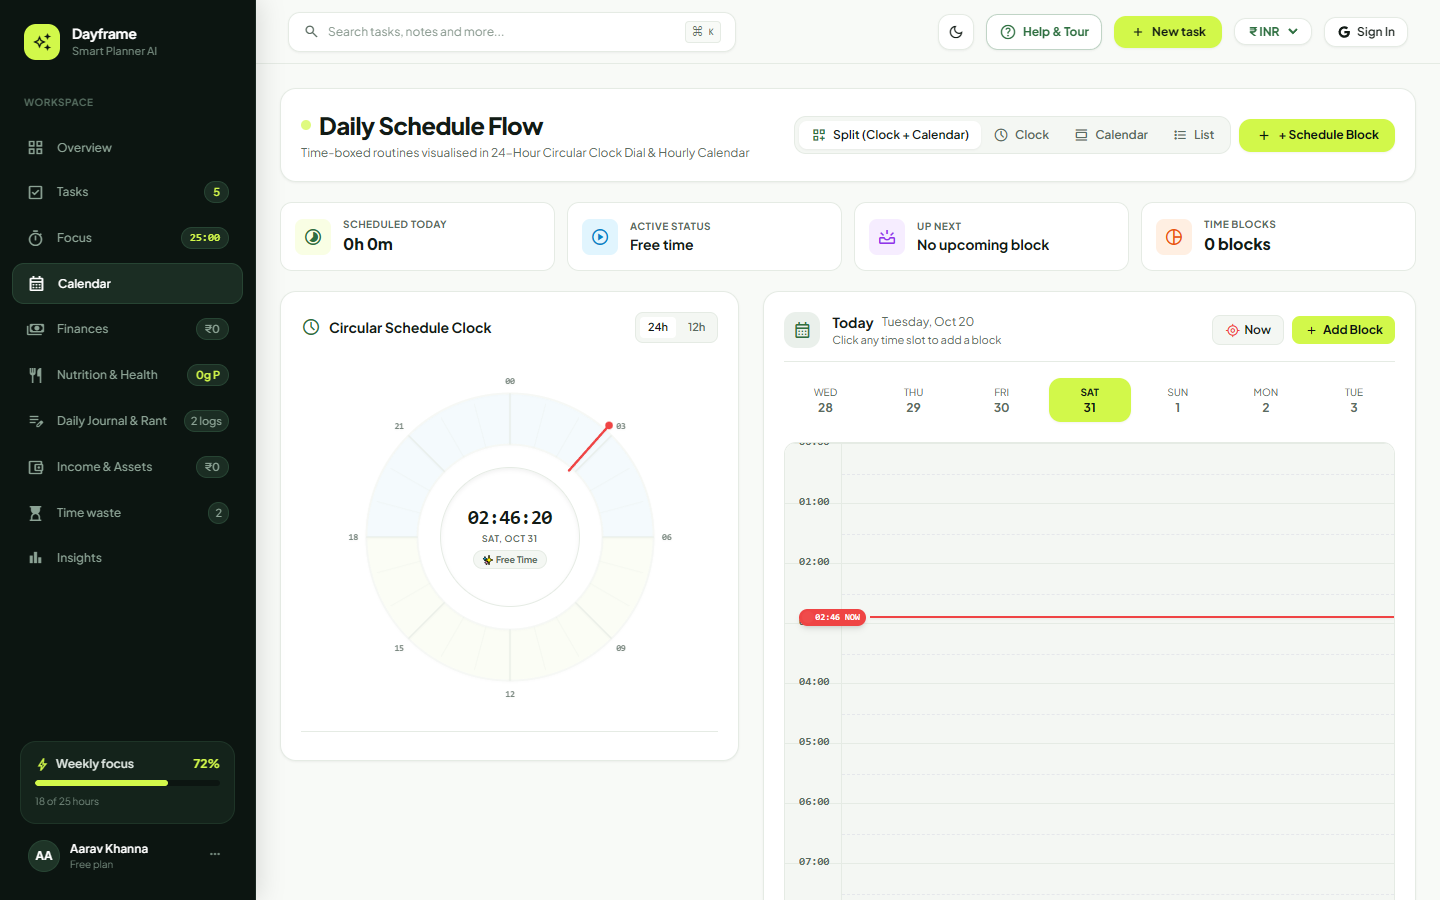 Dayframe
Smart Planner AI
WORKSPACE
Overview
Tasks 5
Focus 25:00
Calendar
Finances ₹0
Nutrition & Health 0g P
Daily Journal & Rant 2 logs
Income & Assets ₹0
Time waste 2
Insights
Weekly focus 72%
18 of 25 hours
AA Aarav Khanna
Free plan
Search tasks, notes and more... ⌘ K
Help & Tour
+ New task
₹ INR
G Sign In
Daily Schedule Flow
Time-boxed routines visualised in 24-Hour Circular Clock Dial & Hourly Calendar
Split (Clock + Calendar) Clock Calendar List
+ + Schedule Block
SCHEDULED TODAY
0h 0m
ACTIVE STATUS
Free time
UP NEXT
No upcoming block
TIME BLOCKS
0 blocks
Circular Schedule Clock
24h 12h
00
21 03
18 06
15 09
12
02:46:20
SAT, OCT 31
Free Time
Today Tuesday, Oct 20
Click any time slot to add a block
Now
+ Add Block
WED THU FRI SAT SUN MON TUE
28 29 30 31 1 2 3
00:00
01:00
02:00
02:46 NOW
04:00
05:00
06:00
07:00